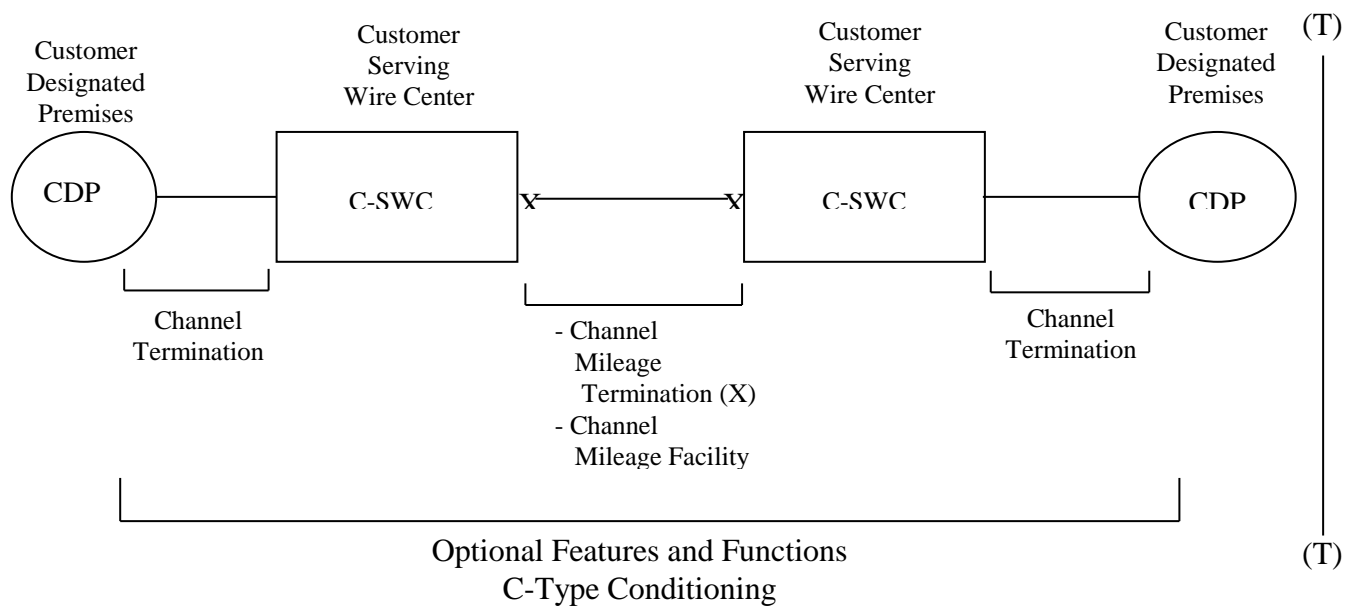 Customer
Designated
Premises
Customer
Serving
Wire Center
Customer
Serving
Wire Center
Customer
Designated
Premises
(T)
CDP
C-SWC
X
X
C-SWC
CDP
Channel
Termination
- Channel
Mileage
Termination (X)
- Channel
Mileage Facility
Channel
Termination
Optional Features and Functions
C-Type Conditioning
(T)